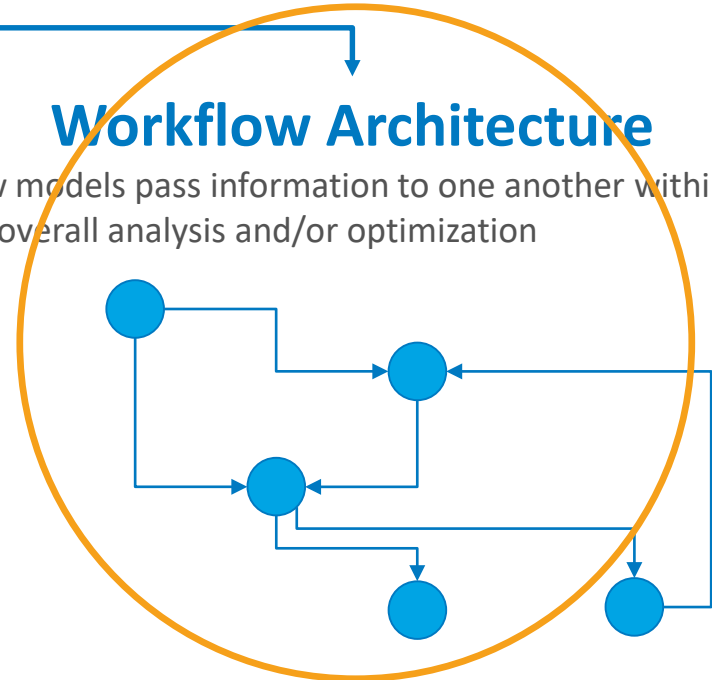 Workflow Architecture
models pass information to one another
overall analysis and/or optimization